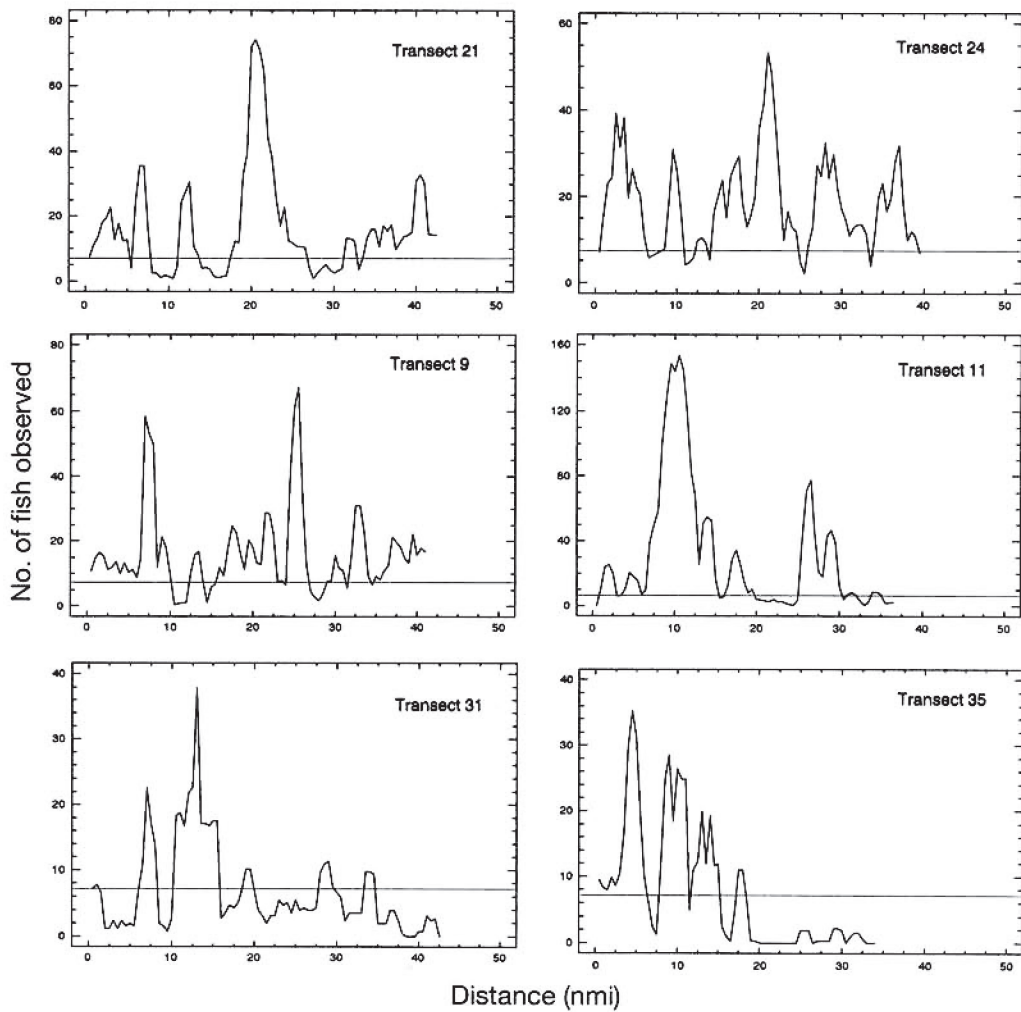 Transect 21
80
60
40
20
0
0 10 20 30 40 50
Transect 24
60
40
20
0
0 10 20 30 40 50
Transect 9
80
60
40
20
0
0 10 20 30 40 50
Transect 11
160
120
80
40
0
0 10 20 30 40 50
Transect 31
40
30
20
10
0
0 10 20 30 40 50
Transect 35
40
30
20
10
0
0 10 20 30 40 50
No. of fish observed
Distance (nmi)